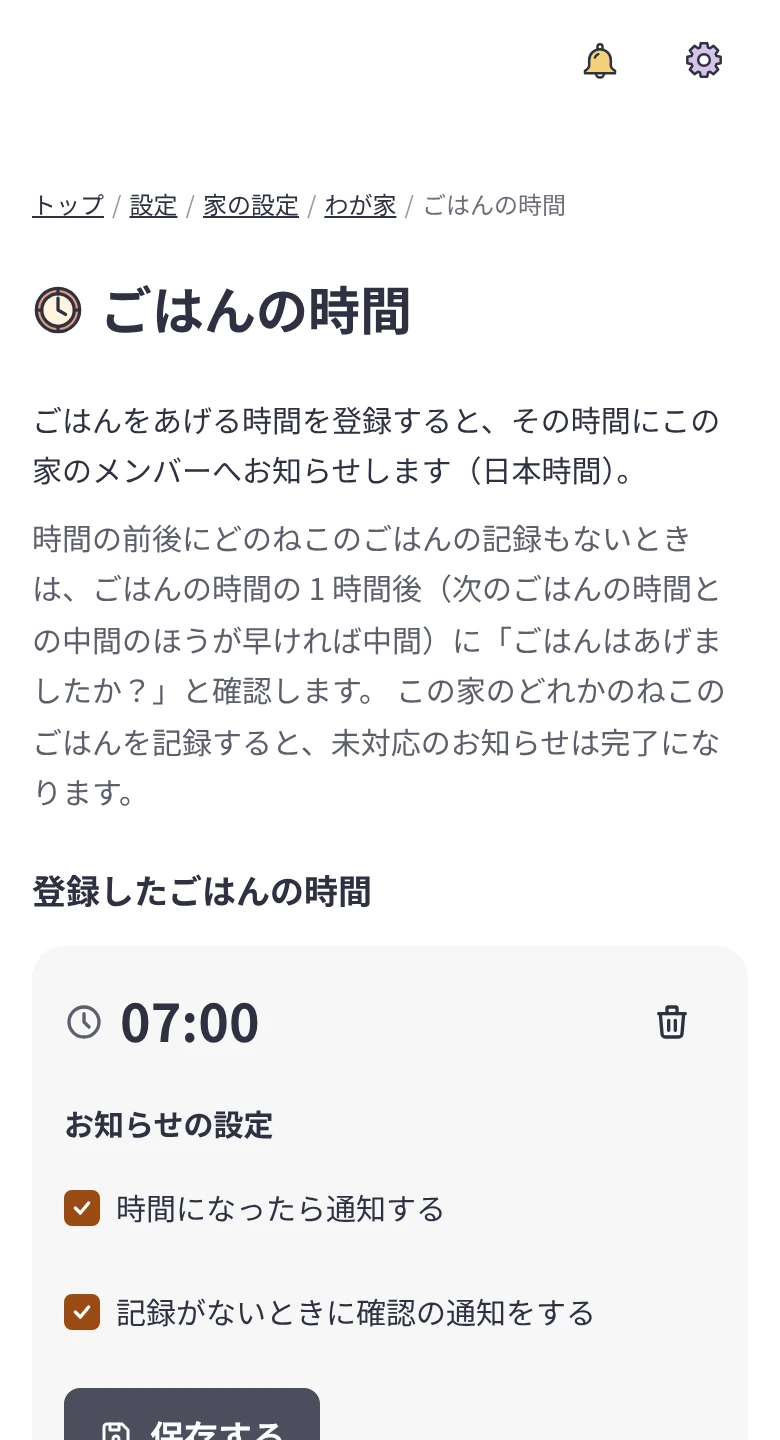 トップ / 設定 / 家の設定 / わが家 / ごはんの時間
ごはんの時間
ごはんをあげる時間を登録すると、その時間にこの
家のメンバーへお知らせします（日本時間）。
時間の前後にどのねこのごはんの記録もないとき
は、ごはんの時間の 1 時間後（次のごはんの時間と
の中間のほうが早ければ中間）に「ごはんはあげま
したか？」と確認します。 この家のどれかのねこの
ごはんを記録すると、未対応のお知らせは完了にな
ります。
登録したごはんの時間
07:00
お知らせの設定
時間になったら通知する
記録がないときに確認の通知をする
保存する